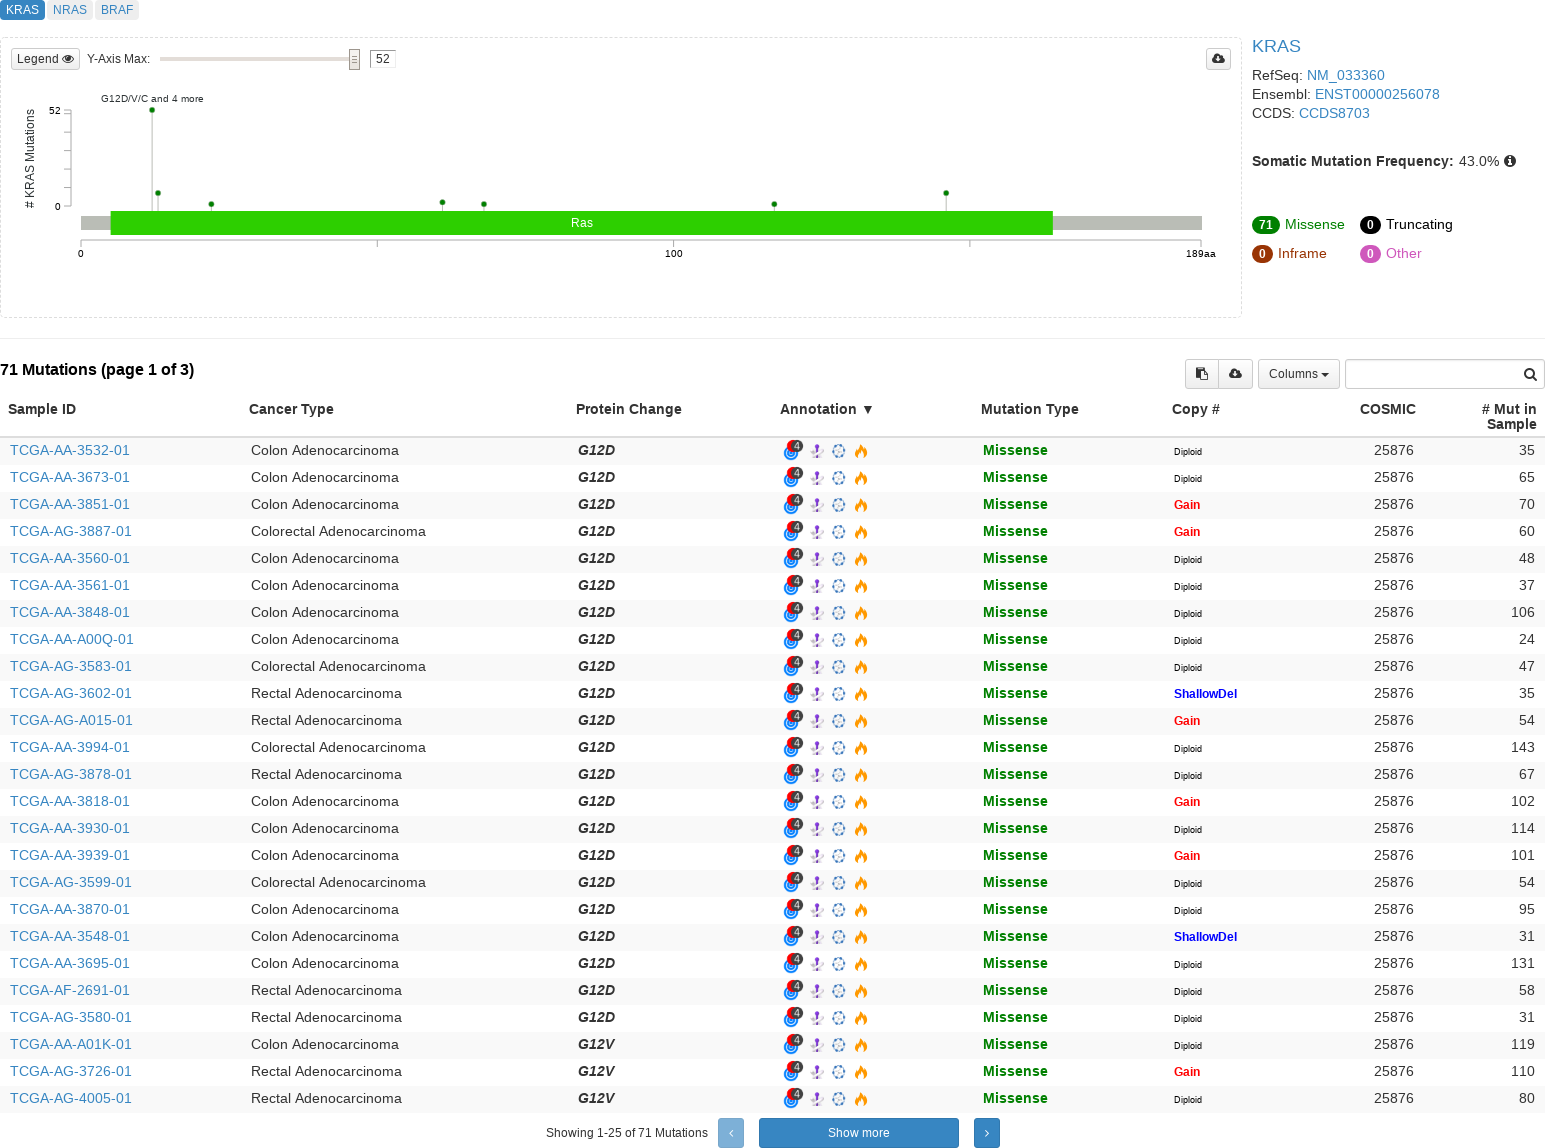 KRAS NRAS BRAF
Legend Y-Axis Max: 52
G12D/V/C and 4 more
# KRAS Mutations
52
0
Ras
0 100 189aa
KRAS
RefSeq: NM_033360
Ensembl: ENST00000256078
CCDS: CCDS8703
Somatic Mutation Frequency: 43.0%
71 Missense 0 Truncating
0 Inframe 0 Other
71 Mutations (page 1 of 3)
Columns
Sample ID Cancer Type Protein Change Annotation ▼ Mutation Type Copy # COSMIC # Mut in Sample
TCGA-AA-3532-01 Colon Adenocarcinoma G12D 4 Missense Diploid 25876 35
TCGA-AA-3673-01 Colon Adenocarcinoma G12D 4 Missense Diploid 25876 65
TCGA-AA-3851-01 Colon Adenocarcinoma G12D 4 Missense Gain 25876 70
TCGA-AG-3887-01 Colorectal Adenocarcinoma G12D 4 Missense Gain 25876 60
TCGA-AA-3560-01 Colon Adenocarcinoma G12D 4 Missense Diploid 25876 48
TCGA-AA-3561-01 Colon Adenocarcinoma G12D 4 Missense Diploid 25876 37
TCGA-AA-3848-01 Colon Adenocarcinoma G12D 4 Missense Diploid 25876 106
TCGA-AA-A00Q-01 Colon Adenocarcinoma G12D 4 Missense Diploid 25876 24
TCGA-AG-3583-01 Colorectal Adenocarcinoma G12D 4 Missense Diploid 25876 47
TCGA-AG-3602-01 Rectal Adenocarcinoma G12D 4 Missense ShallowDel 25876 35
TCGA-AG-A015-01 Rectal Adenocarcinoma G12D 4 Missense Gain 25876 54
TCGA-AA-3994-01 Colorectal Adenocarcinoma G12D 4 Missense Diploid 25876 143
TCGA-AG-3878-01 Rectal Adenocarcinoma G12D 4 Missense Diploid 25876 67
TCGA-AA-3818-01 Colon Adenocarcinoma G12D 4 Missense Gain 25876 102
TCGA-AA-3930-01 Colon Adenocarcinoma G12D 4 Missense Diploid 25876 114
TCGA-AA-3939-01 Colon Adenocarcinoma G12D 4 Missense Gain 25876 101
TCGA-AG-3599-01 Colorectal Adenocarcinoma G12D 4 Missense Diploid 25876 54
TCGA-AA-3870-01 Colon Adenocarcinoma G12D 4 Missense Diploid 25876 95
TCGA-AA-3548-01 Colon Adenocarcinoma G12D 4 Missense ShallowDel 25876 31
TCGA-AA-3695-01 Colon Adenocarcinoma G12D 4 Missense Diploid 25876 131
TCGA-AF-2691-01 Rectal Adenocarcinoma G12D 4 Missense Diploid 25876 58
TCGA-AG-3580-01 Rectal Adenocarcinoma G12D 4 Missense Diploid 25876 31
TCGA-AA-A01K-01 Colon Adenocarcinoma G12V 4 Missense Diploid 25876 119
TCGA-AG-3726-01 Rectal Adenocarcinoma G12V 4 Missense Gain 25876 110
TCGA-AG-4005-01 Rectal Adenocarcinoma G12V 4 Missense Diploid 25876 80
Showing 1-25 of 71 Mutations ‹ Show more ›